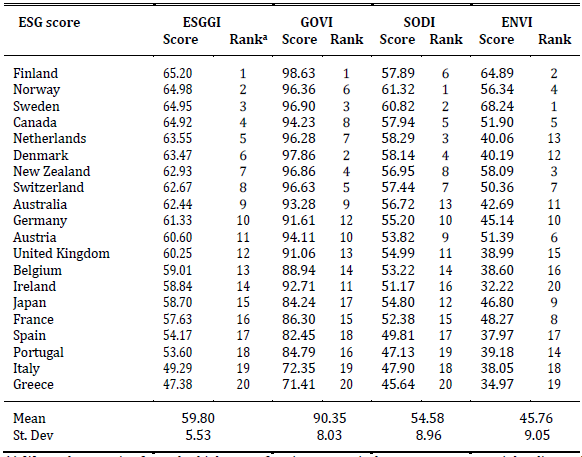 ESG score ESGGI GOVI SODI ENVI
Score Rankᵃ Score Rank Score Rank Score Rank
Finland 65.20 1 98.63 1 57.89 6 64.89 2
Norway 64.98 2 96.36 6 61.32 1 56.34 4
Sweden 64.95 3 96.90 3 60.82 2 68.24 1
Canada 64.92 4 94.23 8 57.94 5 51.90 5
Netherlands 63.55 5 96.28 7 58.29 3 40.06 13
Denmark 63.47 6 97.86 2 58.14 4 40.19 12
New Zealand 62.93 7 96.86 4 56.95 8 58.09 3
Switzerland 62.67 8 96.63 5 57.44 7 50.36 7
Australia 62.44 9 93.28 9 56.72 13 42.69 11
Germany 61.33 10 91.61 12 55.20 10 45.14 10
Austria 60.60 11 94.11 10 53.82 9 51.39 6
United Kingdom 60.25 12 91.06 13 54.99 11 38.99 15
Belgium 59.01 13 88.94 14 53.22 14 38.60 16
Ireland 58.84 14 92.71 11 51.17 16 32.22 20
Japan 58.70 15 84.24 17 54.80 12 46.80 9
France 57.63 16 86.30 15 52.38 15 48.27 8
Spain 54.17 17 82.45 18 49.81 17 37.97 17
Portugal 53.60 18 84.79 16 47.13 19 39.18 14
Italy 49.29 19 72.35 19 47.90 18 38.05 18
Greece 47.38 20 71.41 20 45.64 20 34.97 19
Mean 59.80 90.35 54.58 45.76
St. Dev 5.53 8.03 8.96 9.05